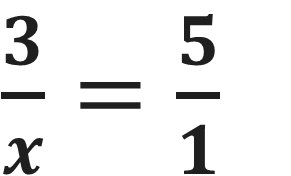 3/x = 5/1